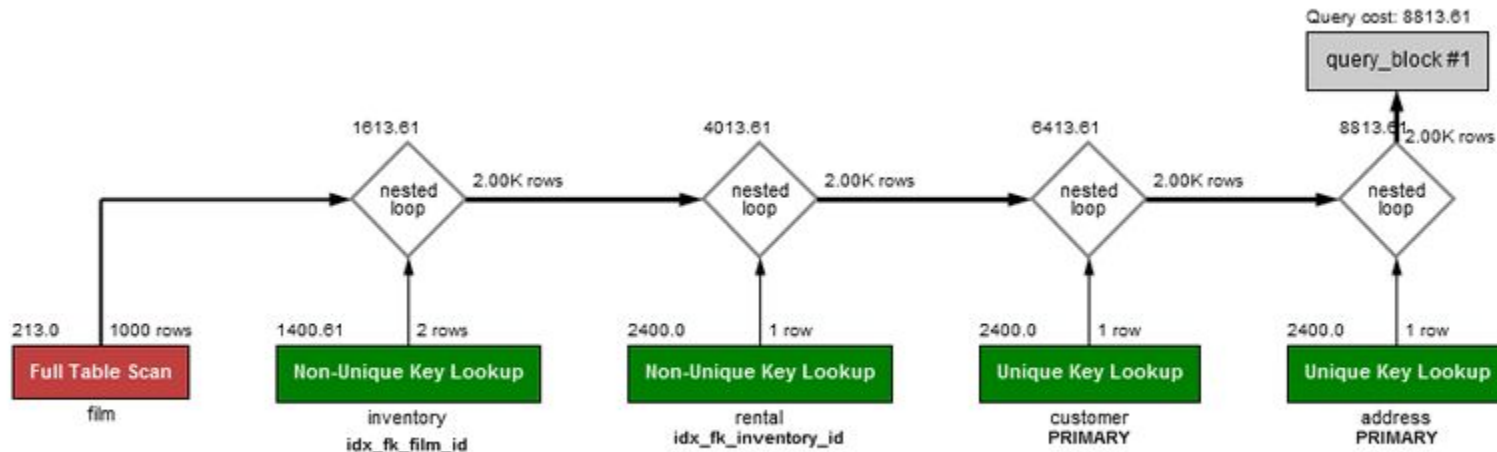 Query cost: 8813.61
query_block #1
1613.61
4013.61
6413.61
8813.61
2.00K rows
nested
loop
2.00K rows
nested
loop
2.00K rows
nested
loop
2.00K rows
nested
loop
213.0
1000 rows
1400.61
2 rows
2400.0
1 row
2400.0
1 row
2400.0
1 row
Full Table Scan
Non-Unique Key Lookup
Non-Unique Key Lookup
Unique Key Lookup
Unique Key Lookup
film
inventory
rental
customer
address
idx_fk_film_id
idx_fk_inventory_id
PRIMARY
PRIMARY